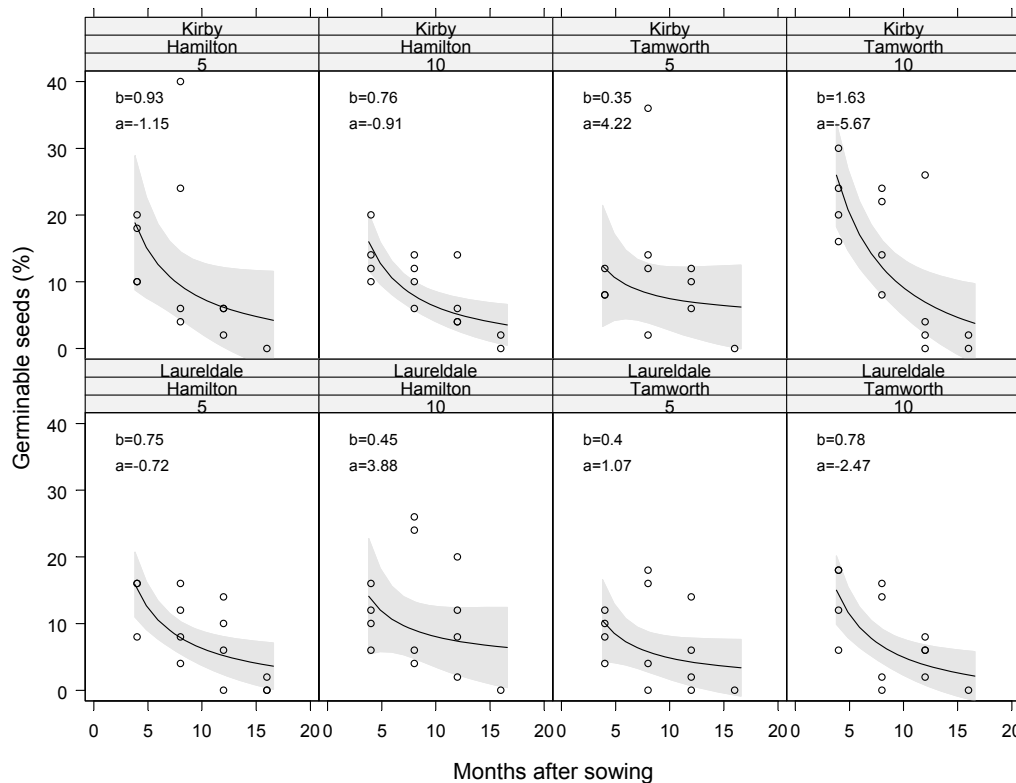 Kirby Kirby Kirby Kirby
Hamilton Hamilton Tamworth Tamworth
5 10 5 10
40
b=0.93 b=0.76 b=0.35 b=1.63
a=-1.15 a=-0.91 a=4.22 a=-5.67
30
20
10
0
Laureldale Laureldale Laureldale Laureldale
Hamilton Hamilton Tamworth Tamworth
5 10 5 10
40
b=0.75 b=0.45 b=0.4 b=0.78
a=-0.72 a=3.88 a=1.07 a=-2.47
30
20
10
0
Germinable seeds (%)
0 5 10 15 20 0 5 10 15 20 0 5 10 15 20 0 5 10 15 20
Months after sowing